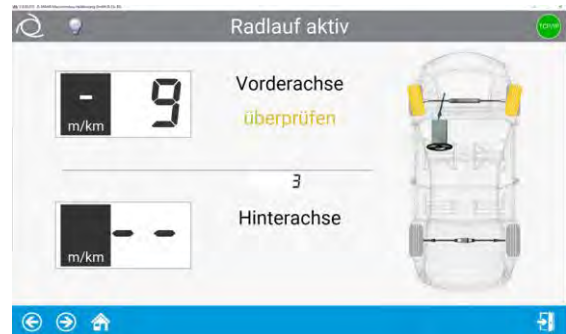 Radlauf aktiv
- 9
m/km
Vorderachse
überprüfen
3
Hinterachse
- -
m/km